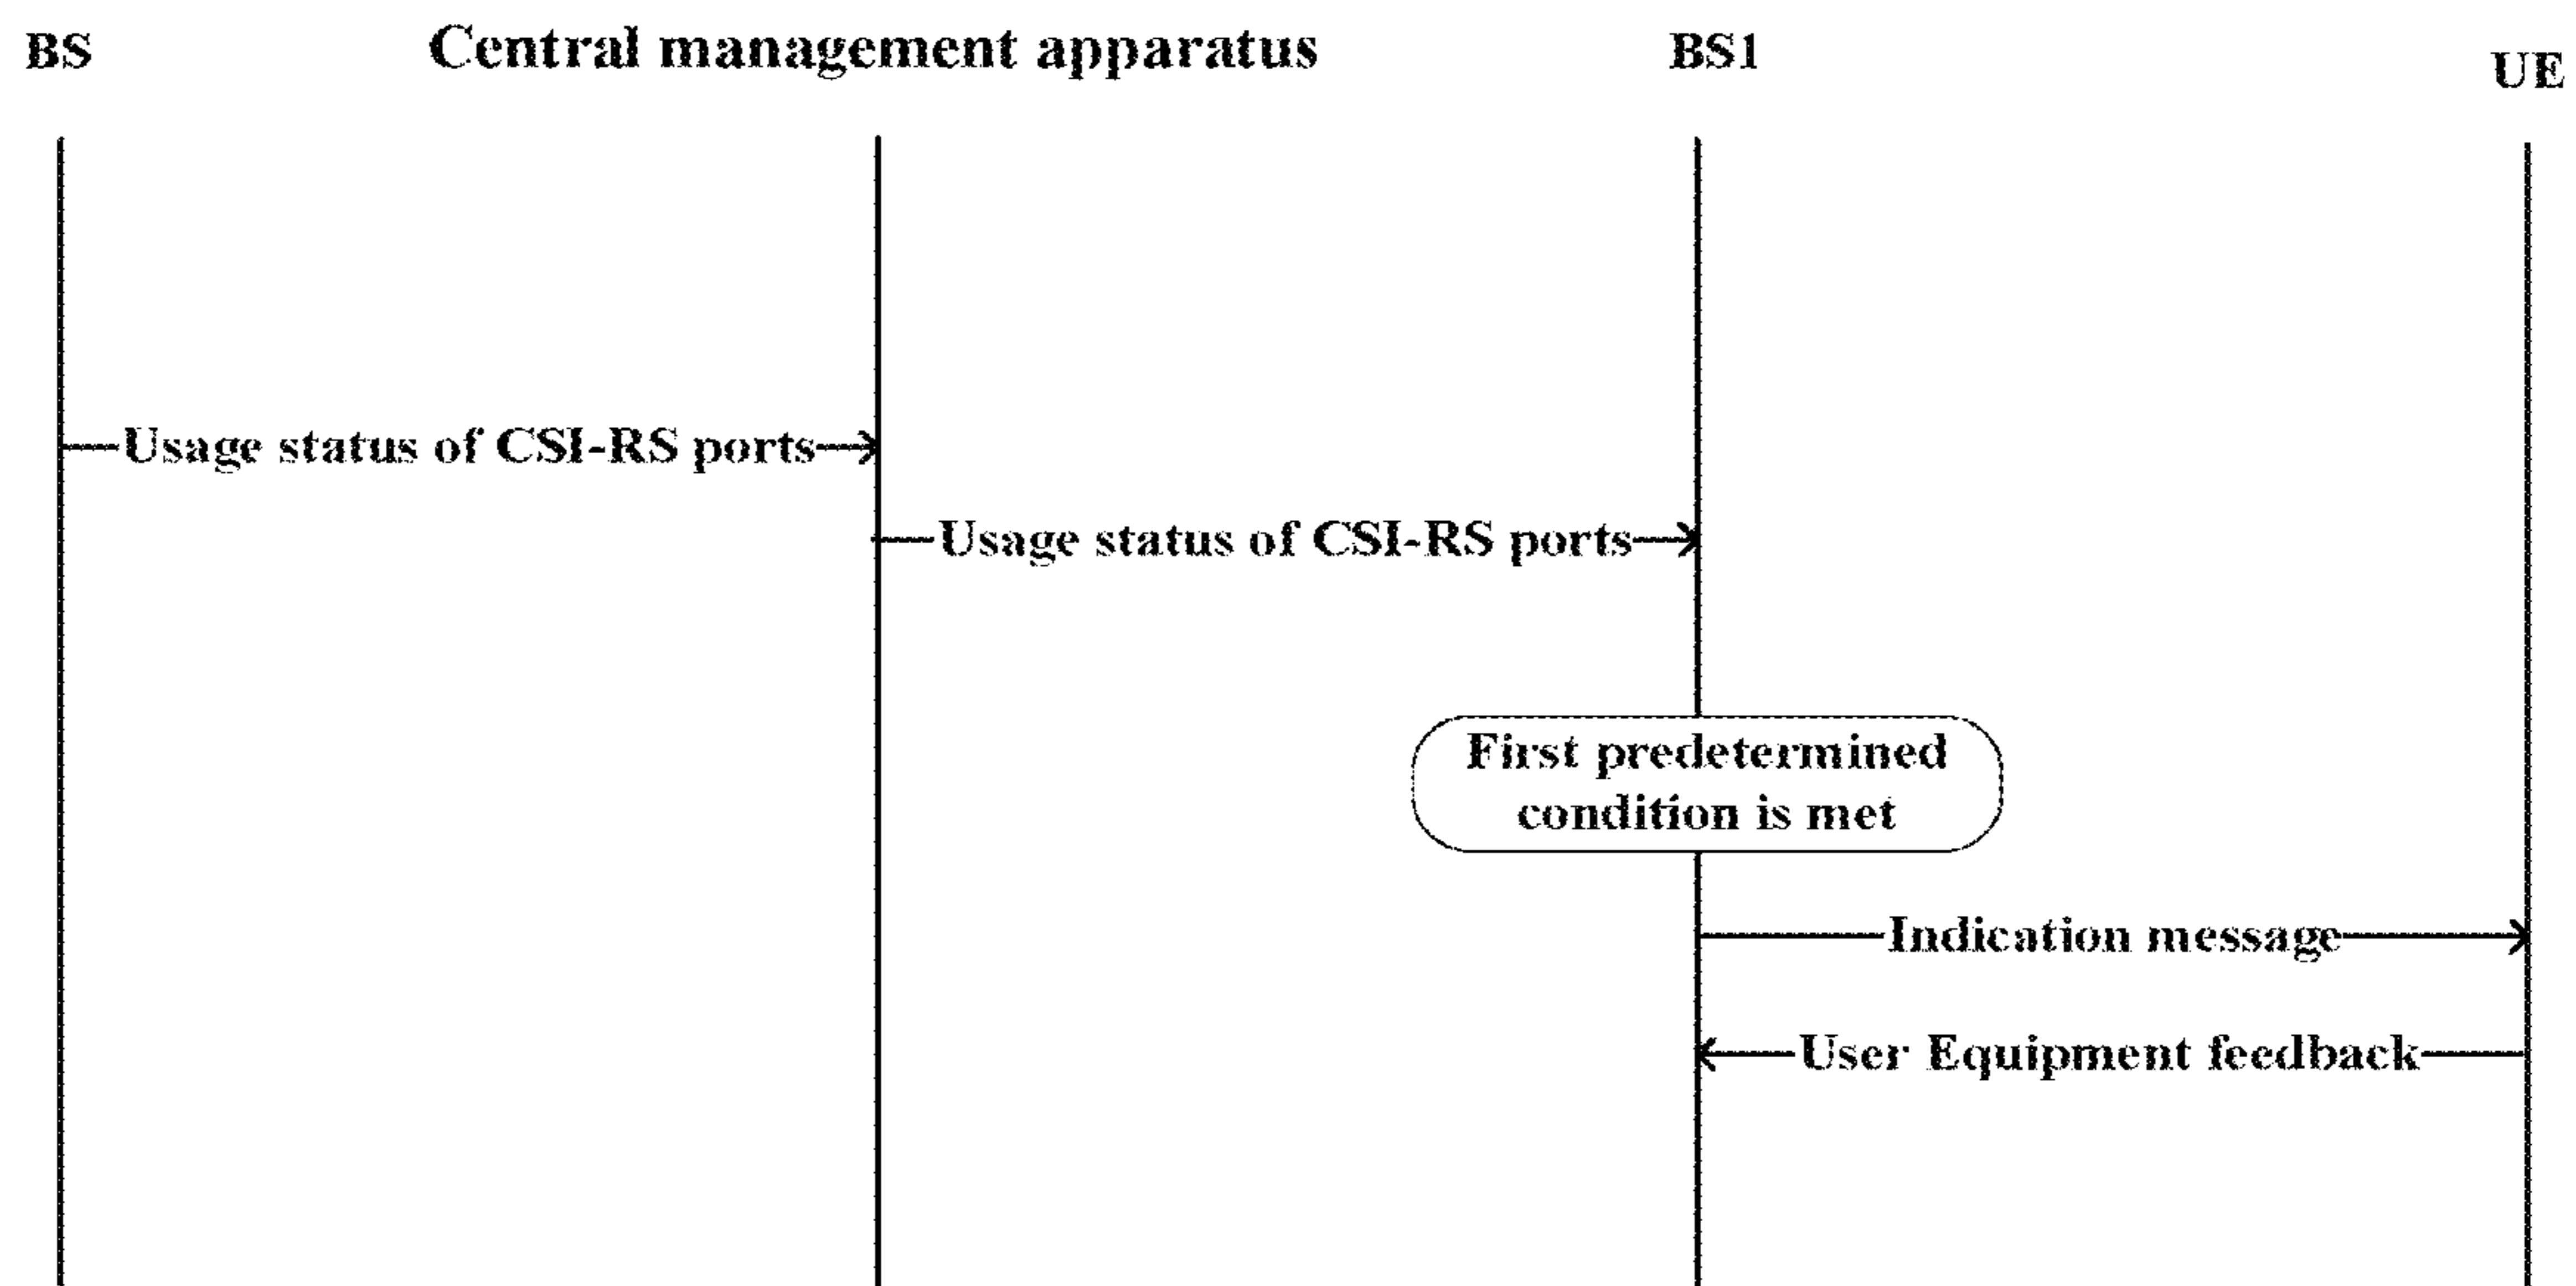 BS
Central management apparatus
BS1
UE
Usage status of CSI-RS ports
Usage status of CSI-RS ports
First predetermined
condition is met
Indication message
User Equipment feedback